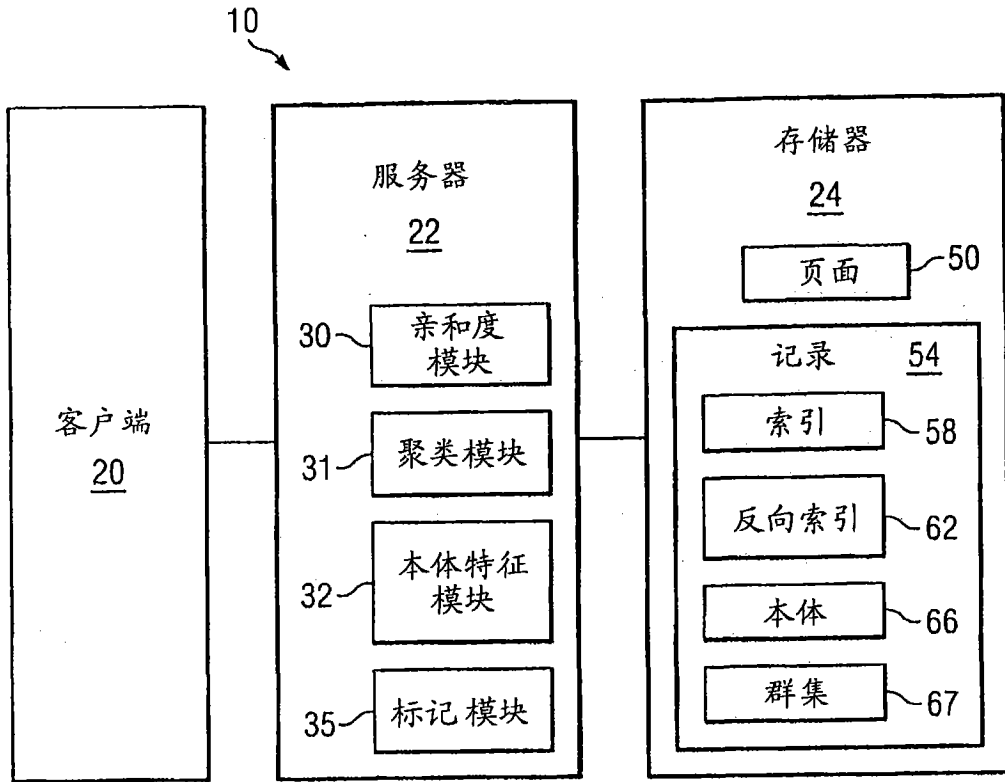 10
客户端
20
服务器
22
30
亲和度
模块
31
聚类模块
32
本体特征
模块
35
标记模块
存储器
24
页面
50
记录
54
索引
58
反向索引
62
本体
66
群集
67